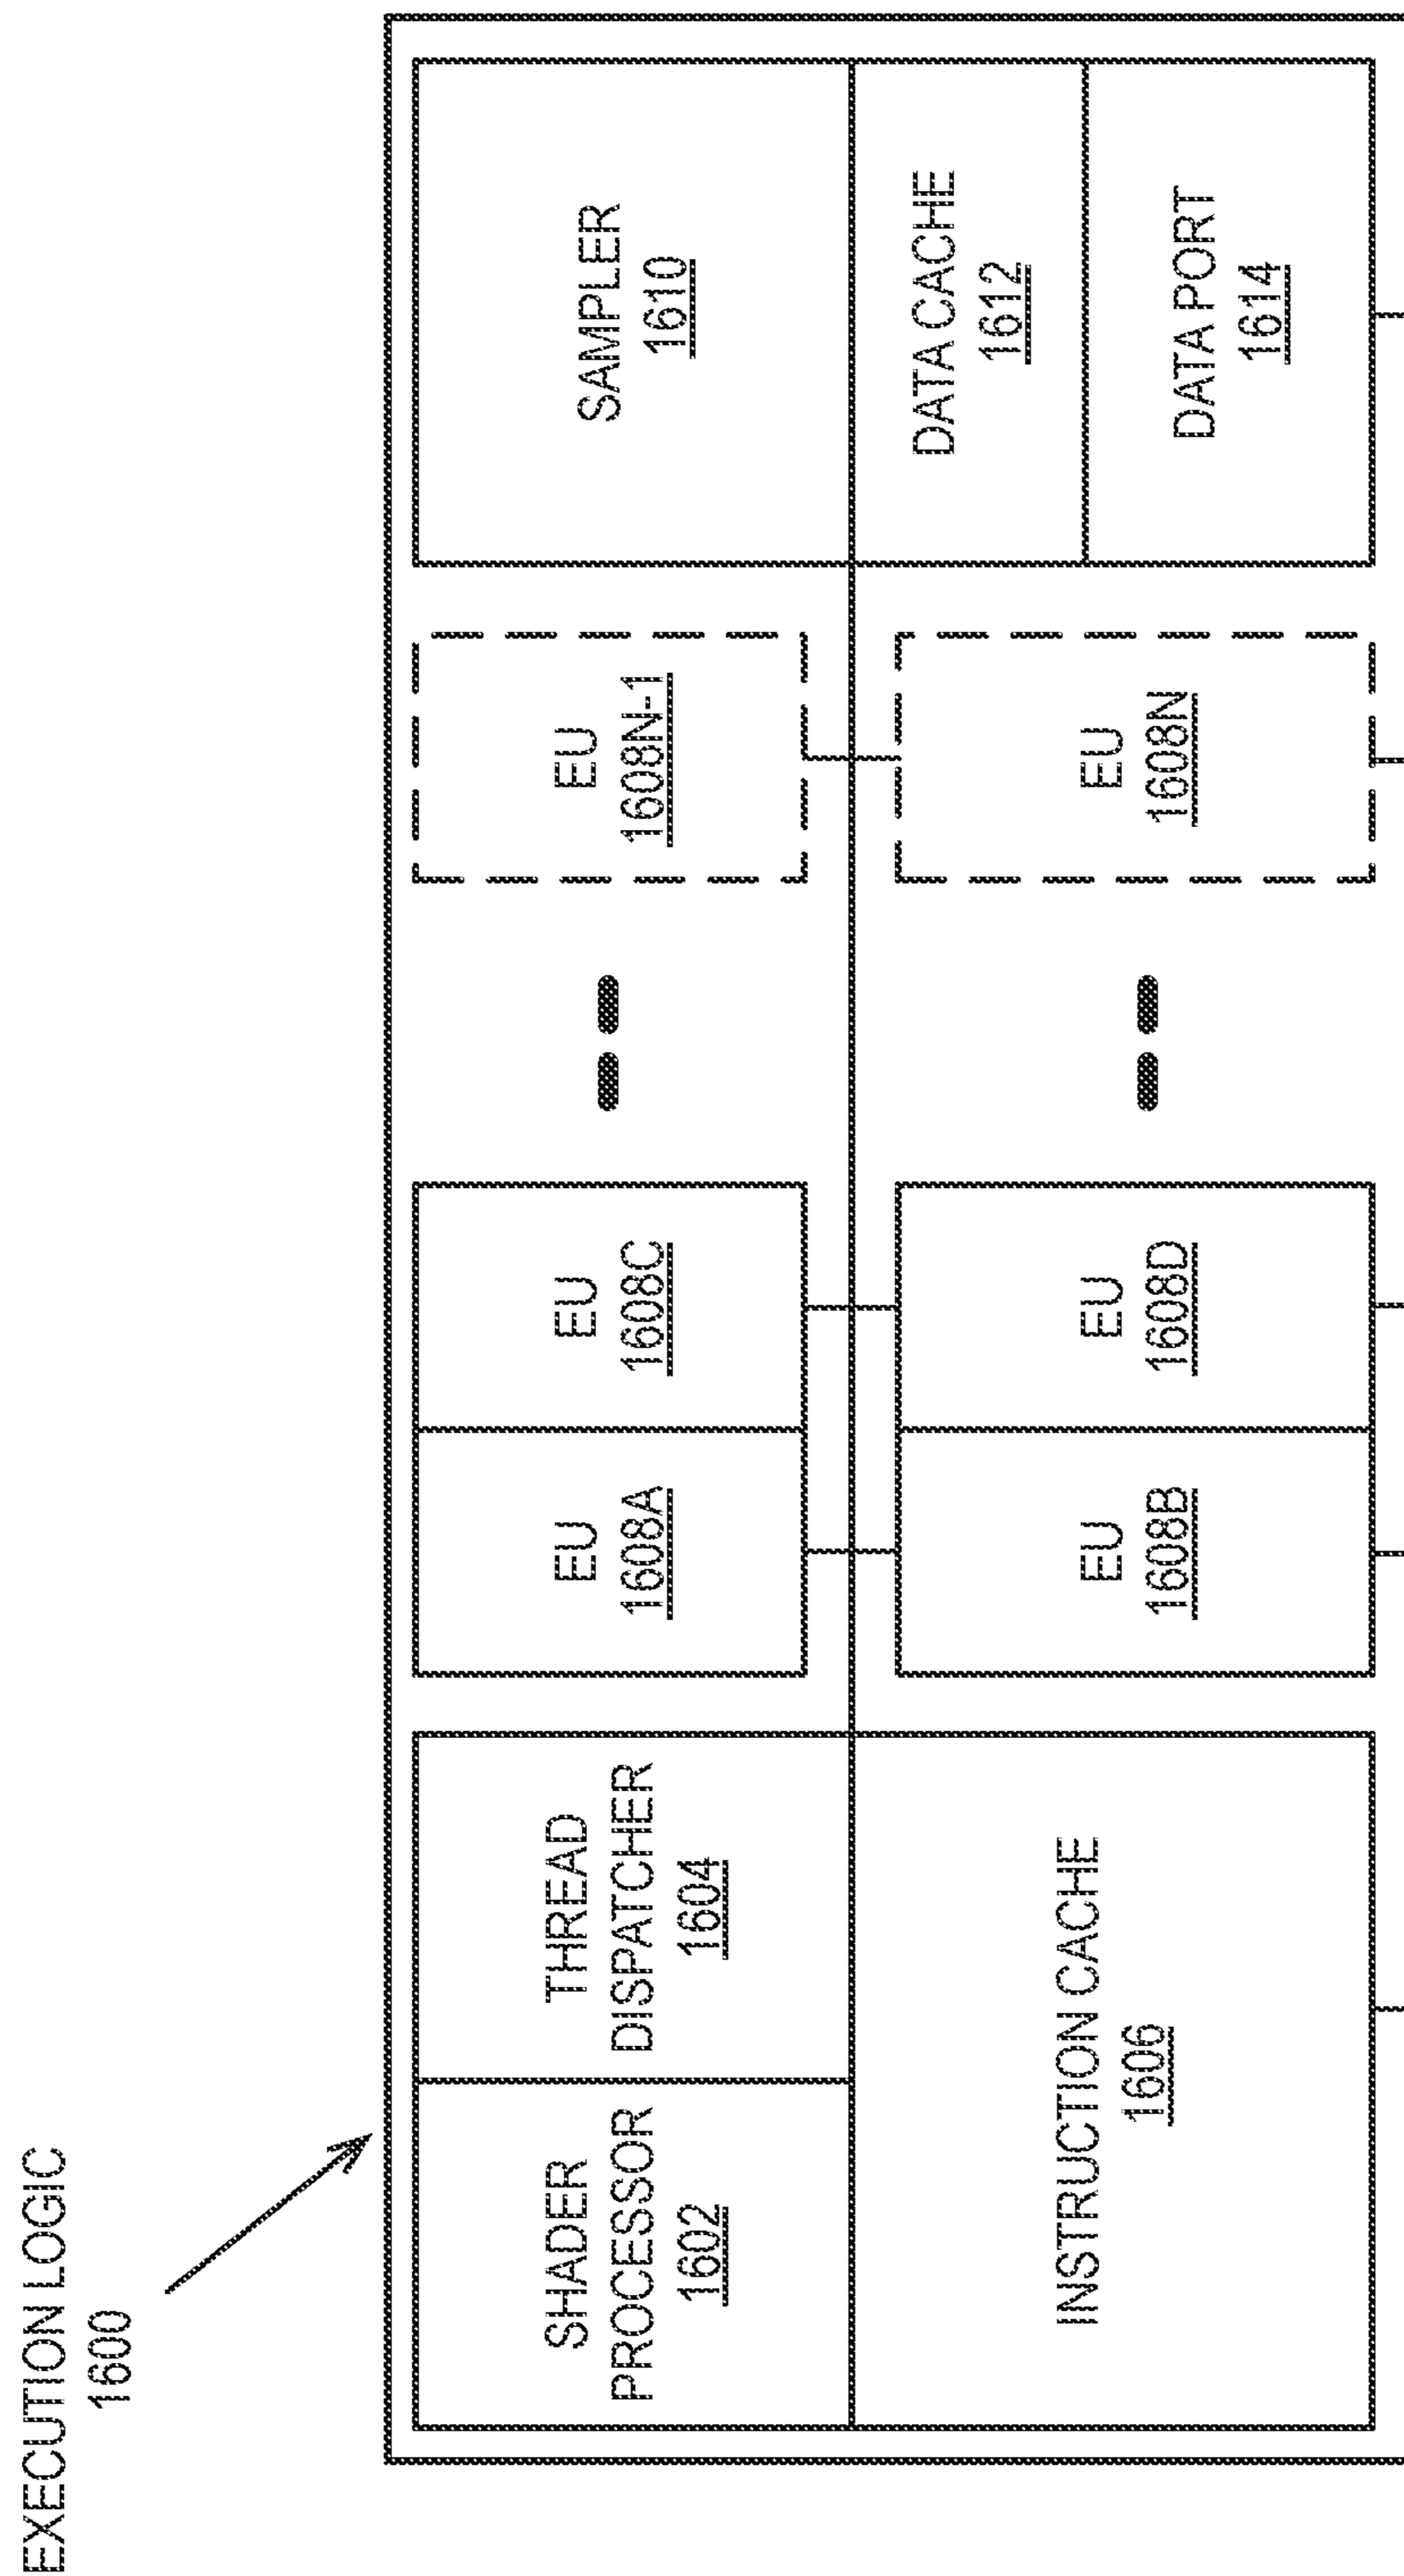 EXECUTION LOGIC
1600
SHADER
PROCESSOR
1602
THREAD
DISPATCHER
1604
INSTRUCTION CACHE
1606
EU
1608A
EU
1608C
EU
1608N-1
EU
1608B
EU
1608D
EU
1608N
SAMPLER
1610
DATA CACHE
1612
DATA PORT
1614